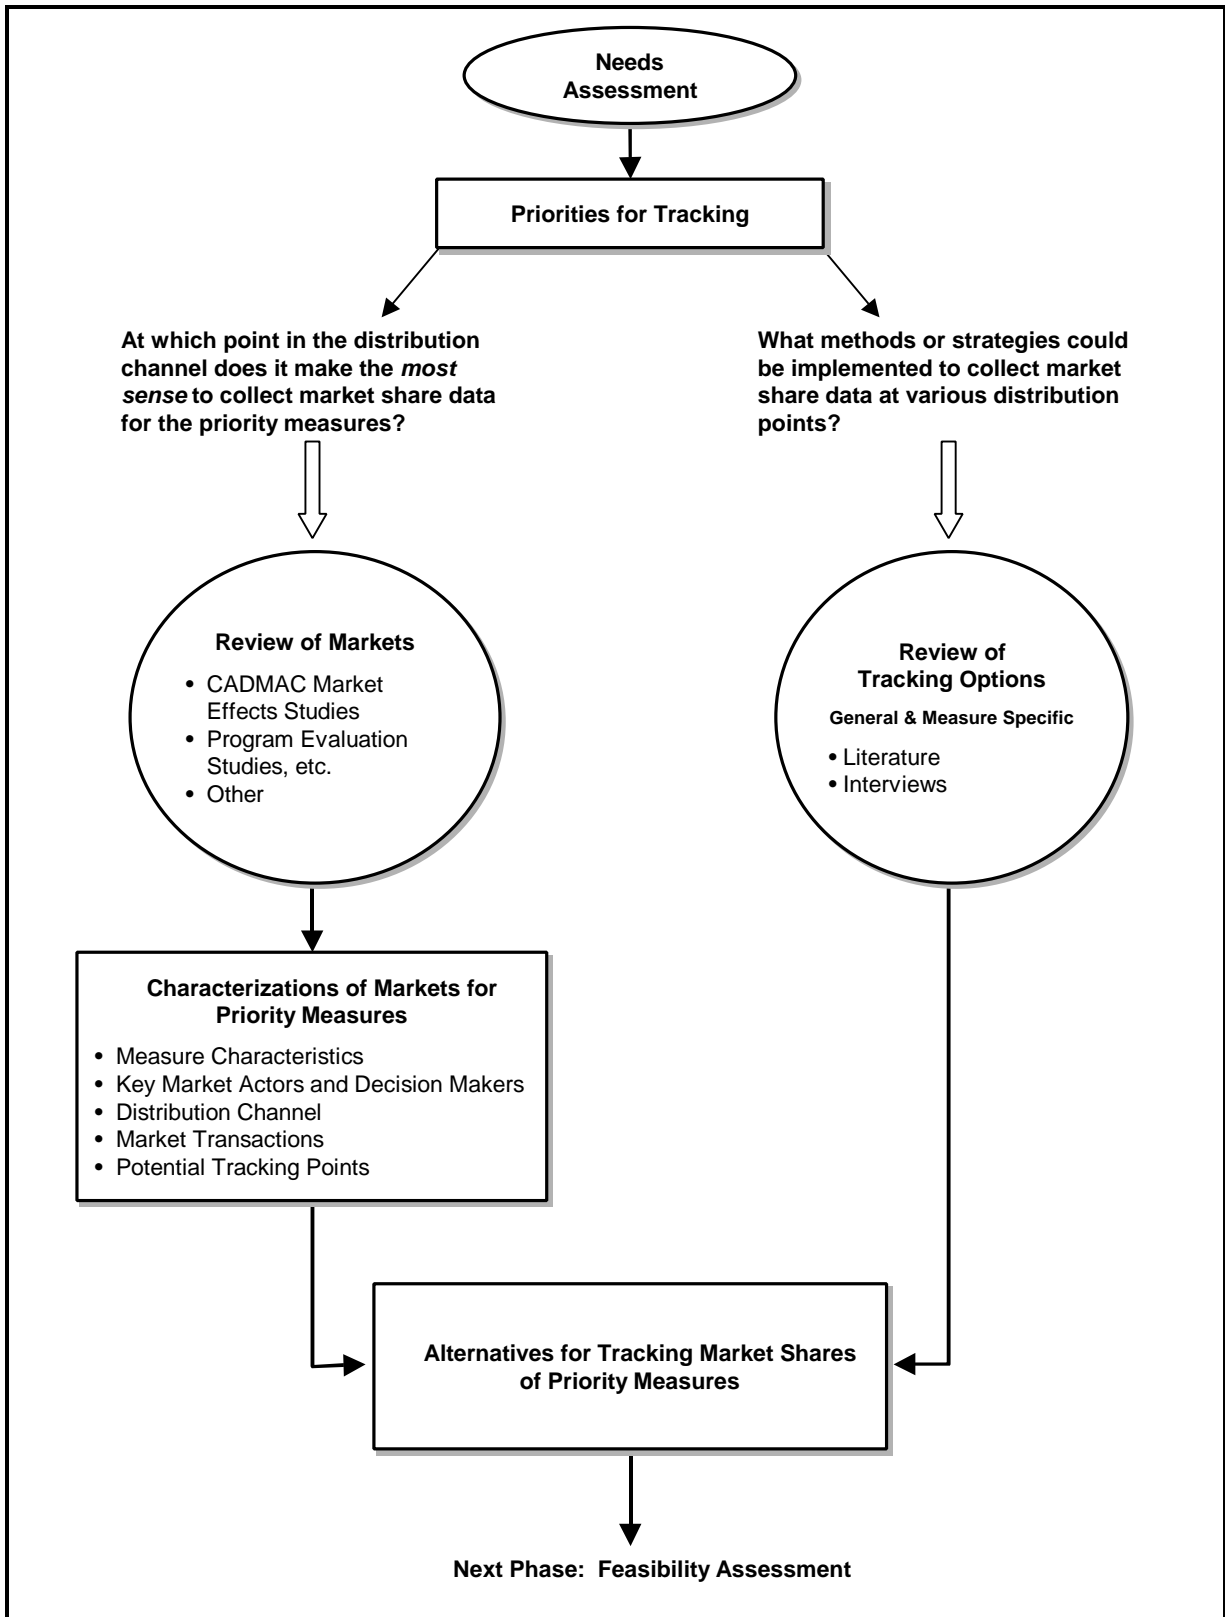 Needs
Assessment
Priorities for Tracking
At which point in the distribution
channel does it make the most
sense to collect market share data
for the priority measures?
What methods or strategies could
be implemented to collect market
share data at various distribution
points?
Review of Markets
• CADMAC Market
Effects Studies
• Program Evaluation
Studies, etc.
• Other
Review of
Tracking Options
General & Measure Specific
• Literature
• Interviews
Characterizations of Markets for
Priority Measures
• Measure Characteristics
• Key Market Actors and Decision Makers
• Distribution Channel
• Market Transactions
• Potential Tracking Points
Alternatives for Tracking Market Shares
of Priority Measures
Next Phase:  Feasibility Assessment